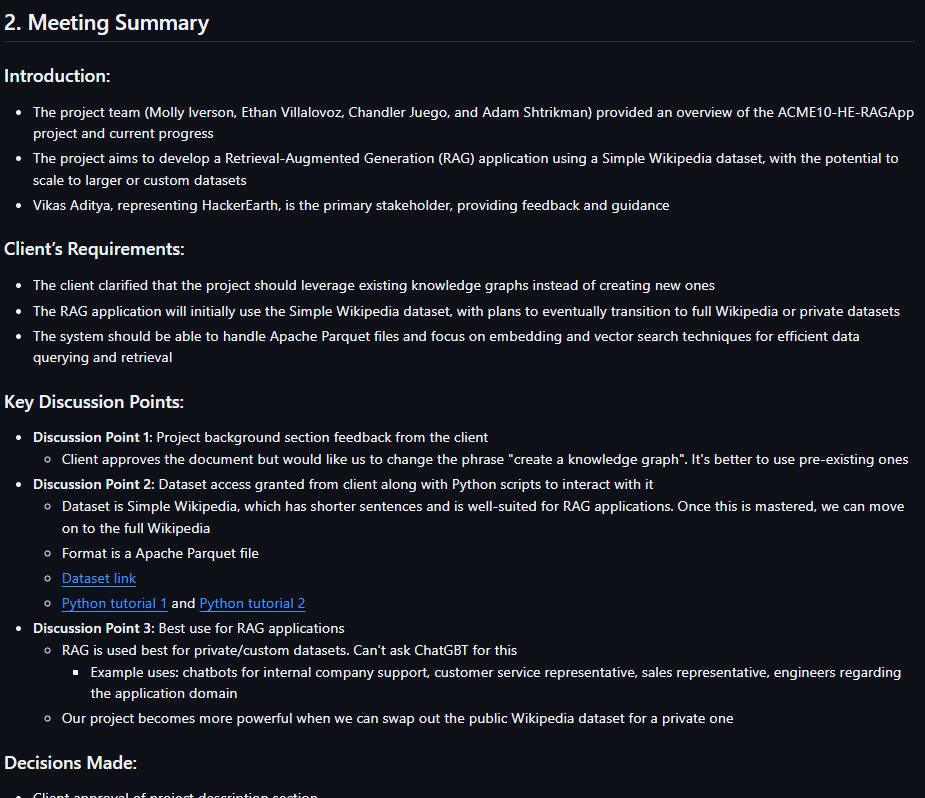 2. Meeting Summary
Introduction:
The project team (Molly Iverson, Ethan Villalovoz, Chandler Juego, and Adam Shtrikman) provided an overview of the ACME10-HE-RAGApp
project and current progress
The project aims to develop a Retrieval-Augmented Generation (RAG) application using a Simple Wikipedia dataset, with the potential to
scale to larger or custom datasets
Vikas Aditya, representing HackerEarth, is the primary stakeholder, providing feedback and guidance
Client’s Requirements:
The client clarified that the project should leverage existing knowledge graphs instead of creating new ones
The RAG application will initially use the Simple Wikipedia dataset, with plans to eventually transition to full Wikipedia or private datasets
The system should be able to handle Apache Parquet files and focus on embedding and vector search techniques for efficient data
querying and retrieval
Key Discussion Points:
Discussion Point 1: Project background section feedback from the client
Client approves the document but would like us to change the phrase "create a knowledge graph". It's better to use pre-existing ones
Discussion Point 2: Dataset access granted from client along with Python scripts to interact with it
Dataset is Simple Wikipedia, which has shorter sentences and is well-suited for RAG applications. Once this is mastered, we can move
on to the full Wikipedia
Format is a Apache Parquet file
Dataset link
Python tutorial 1 and Python tutorial 2
Discussion Point 3: Best use for RAG applications
RAG is used best for private/custom datasets. Can't ask ChatGBT for this
Example uses: chatbots for internal company support, customer service representative, sales representative, engineers regarding
the application domain
Our project becomes more powerful when we can swap out the public Wikipedia dataset for a private one
Decisions Made:
Client approval of project description section